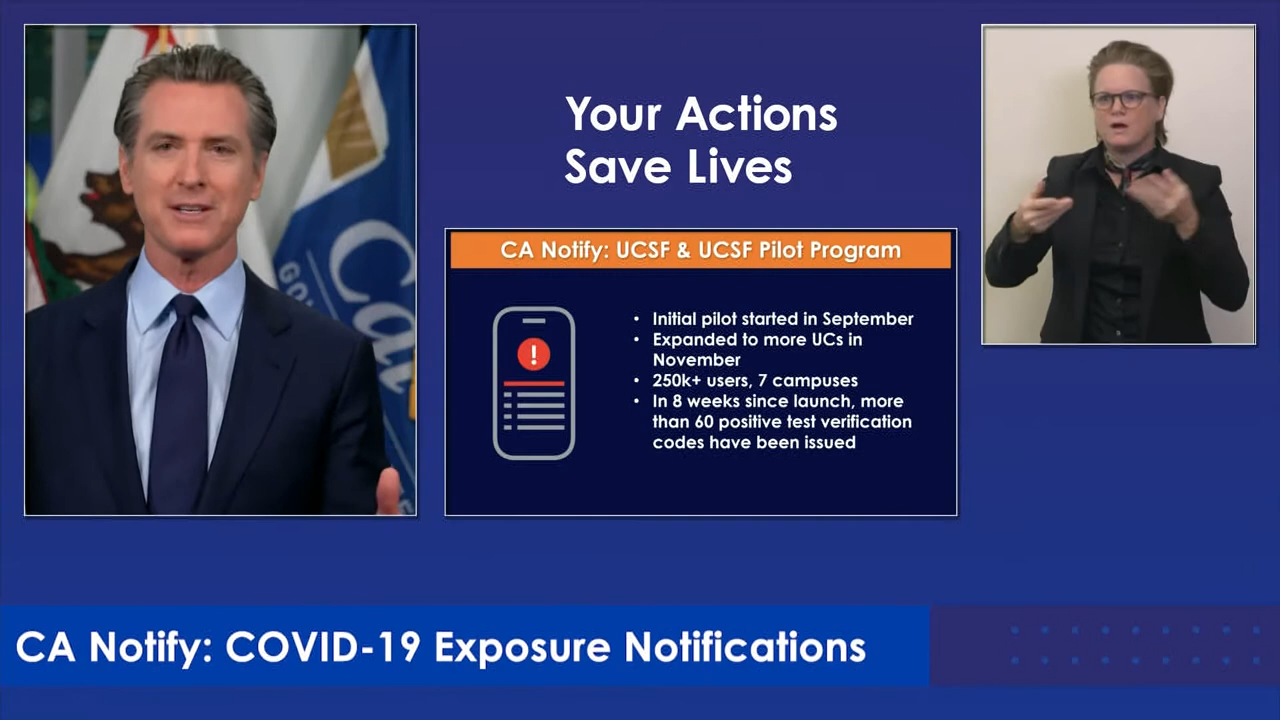 Your Actions
Save Lives
CA Notify: UCSF & UCSF Pilot Program
• Initial pilot started in September
• Expanded to more UCs in
November
• 250k+ users, 7 campuses
• In 8 weeks since launch, more
than 60 positive test verification
codes have been issued
!
CA Notify: COVID-19 Exposure Notifications